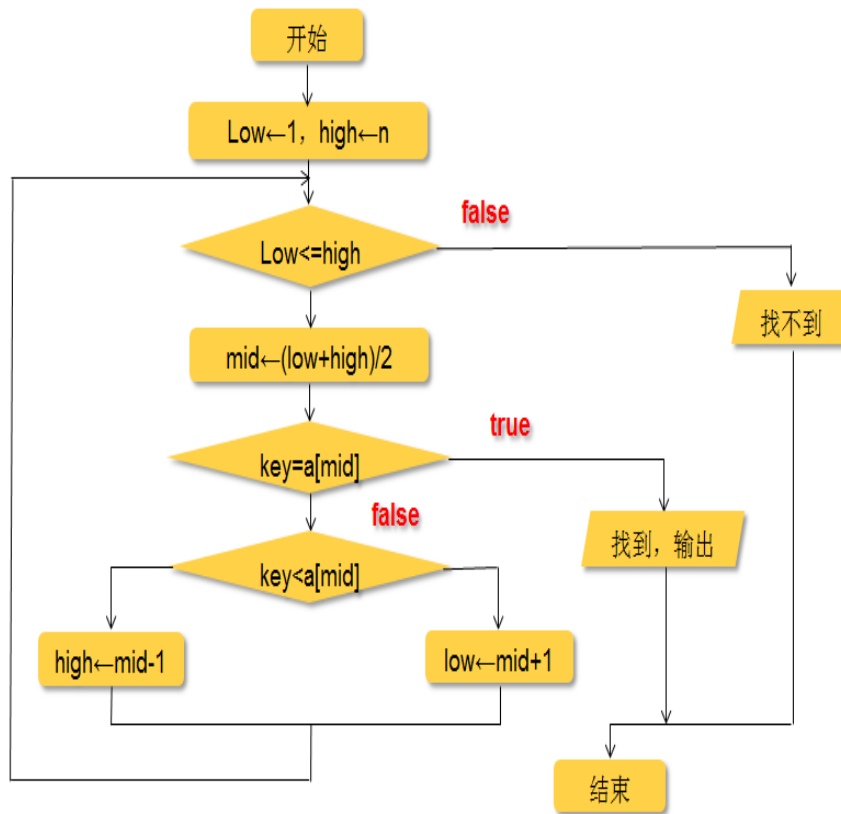 开始
Low←1，high←n
false
Low<=high
找不到
mid←(low+high)/2
true
key=a[mid]
false
找到，输出
key<a[mid]
high←mid-1
low←mid+1
结束